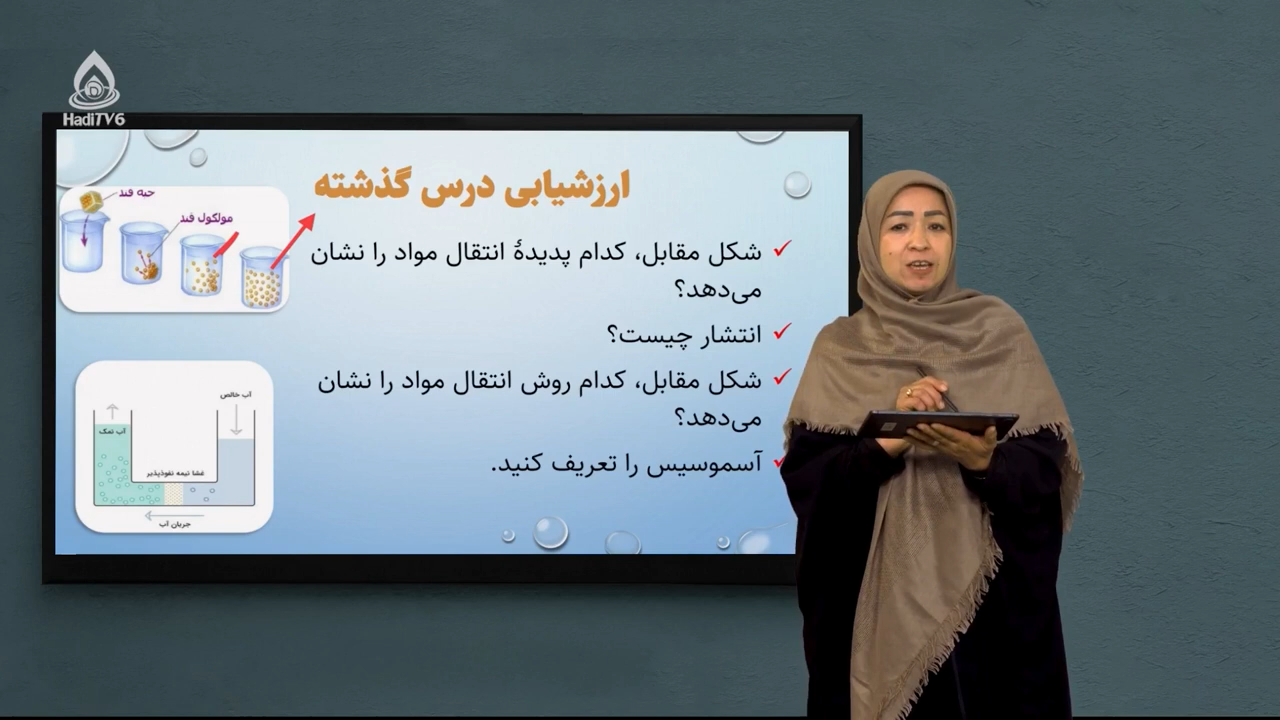 HadiTV6
ارزشیابی درس گذشته
شکل مقابل، کدام پدیدهٔ انتقال مواد را نشان
می‌دهد؟
انتشار چیست؟
شکل مقابل، کدام روش انتقال مواد را نشان
می‌دهد؟
آسموسیس را تعریف کنید.
حبه قند
مولکول قند
آب خالص
آب نمک
غشا نیمه نفوذپذیر
جریان آب